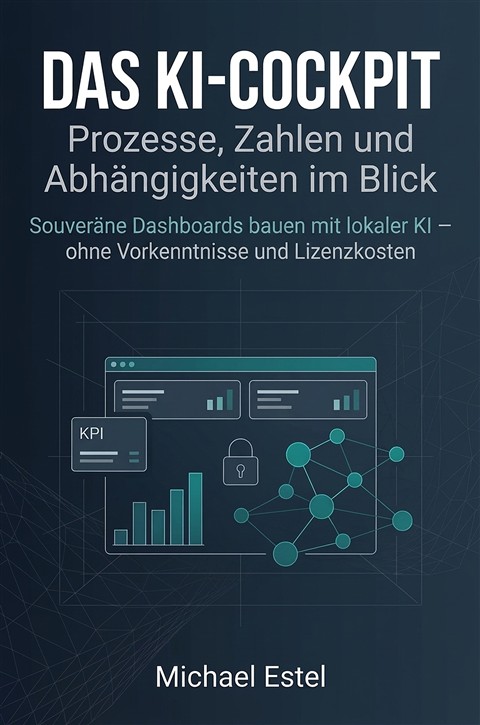 DAS KI-COCKPIT
Prozesse, Zahlen und
Abhängigkeiten im Blick
Souveräne Dashboards bauen mit lokaler KI –
ohne Vorkenntnisse und Lizenzkosten
KPI
Michael Estel